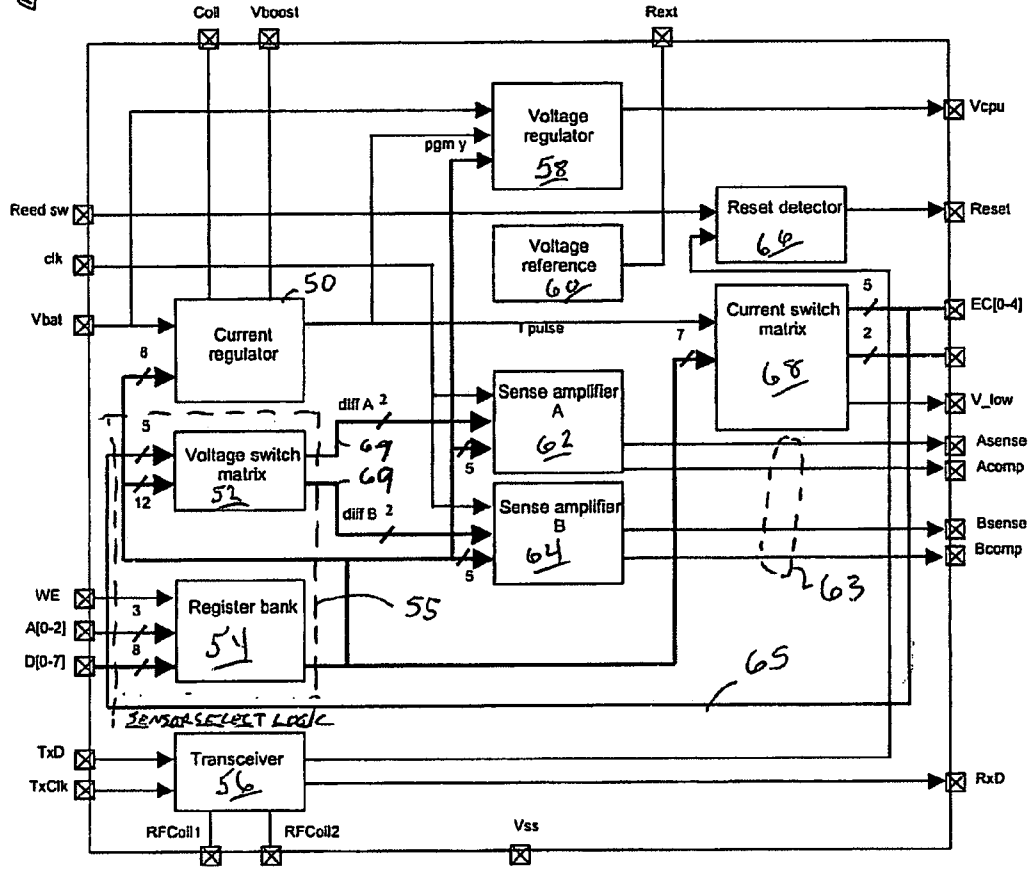 Coil
Vboost
Rext
Voltage
regulator
58
Vcpu
pgm y
Reed sw
Reset detector
66
Reset
clk
Voltage
reference
60
50
5
EC[0-4]
Vbat
Current
regulator
I pulse
Current switch
matrix
68
7
2
8
Sense amplifier
A
62
V_low
diff A
2
5
Voltage switch
matrix
52
69
69
5
Asense
Acomp
12
diff B
2
Sense amplifier
B
64
Bsense
Bcomp
5
63
WE
A[0-2]
3
D[0-7]
8
Register bank
54
55
65
SENSOR SELECT LOGIC
TxD
TxClk
Transceiver
56
RxD
RFCoil1
RFCoil2
Vss